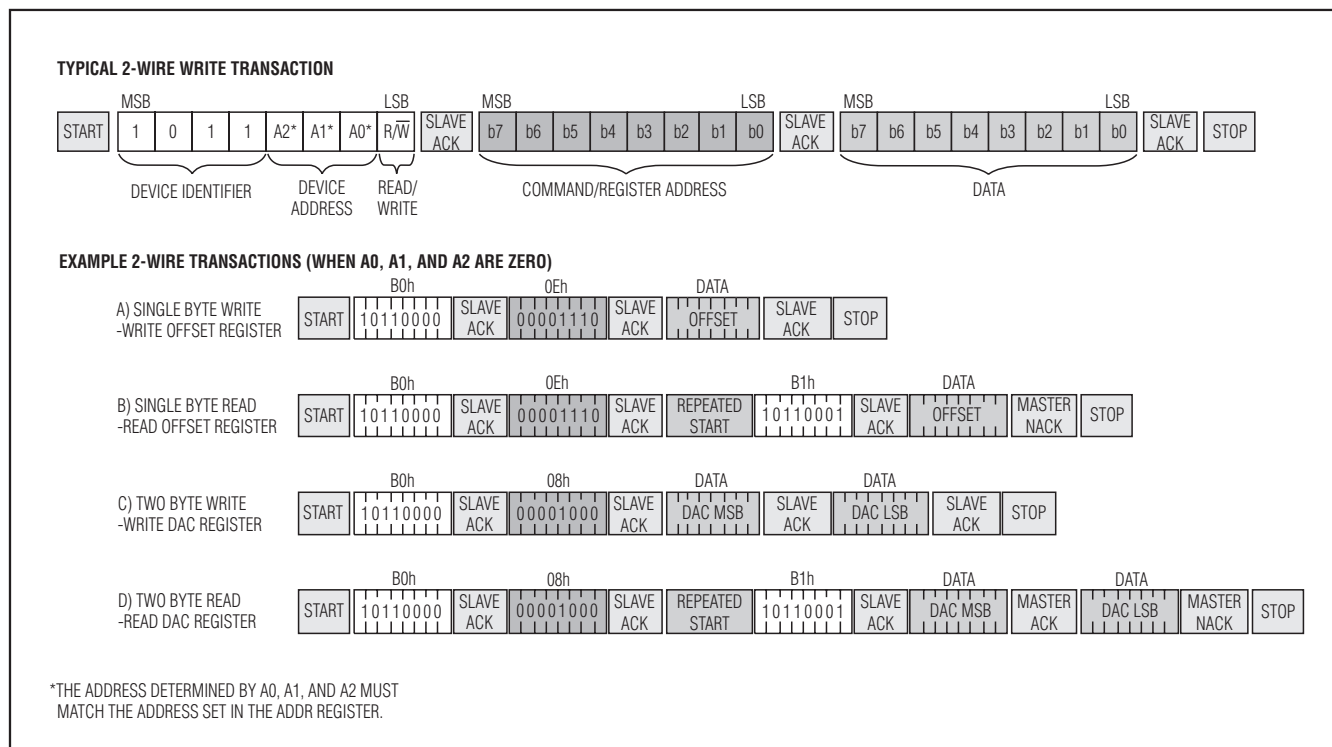 TYPICAL 2-WIRE WRITE TRANSACTION
MSB LSB MSB LSB MSB LSB
START 1 0 1 1 A2* A1* A0* R/W̅ SLAVE ACK b7 b6 b5 b4 b3 b2 b1 b0 SLAVE ACK b7 b6 b5 b4 b3 b2 b1 b0 SLAVE ACK STOP
DEVICE IDENTIFIER DEVICE ADDRESS READ/WRITE COMMAND/REGISTER ADDRESS DATA
EXAMPLE 2-WIRE TRANSACTIONS (WHEN A0, A1, AND A2 ARE ZERO)
B0h 0Eh DATA
A) SINGLE BYTE WRITE
-WRITE OFFSET REGISTER
START 10110000 SLAVE ACK 00001110 SLAVE ACK OFFSET SLAVE ACK STOP
B0h 0Eh B1h DATA
B) SINGLE BYTE READ
-READ OFFSET REGISTER
START 10110000 SLAVE ACK 00001110 SLAVE ACK REPEATED START 10110001 SLAVE ACK OFFSET MASTER NACK STOP
B0h 08h DATA DATA
C) TWO BYTE WRITE
-WRITE DAC REGISTER
START 10110000 SLAVE ACK 00001000 SLAVE ACK DAC MSB SLAVE ACK DAC LSB SLAVE ACK STOP
B0h 08h B1h DATA DATA
D) TWO BYTE READ
-READ DAC REGISTER
START 10110000 SLAVE ACK 00001000 SLAVE ACK REPEATED START 10110001 SLAVE ACK DAC MSB MASTER ACK DAC LSB MASTER NACK STOP
*THE ADDRESS DETERMINED BY A0, A1, AND A2 MUST
MATCH THE ADDRESS SET IN THE ADDR REGISTER.